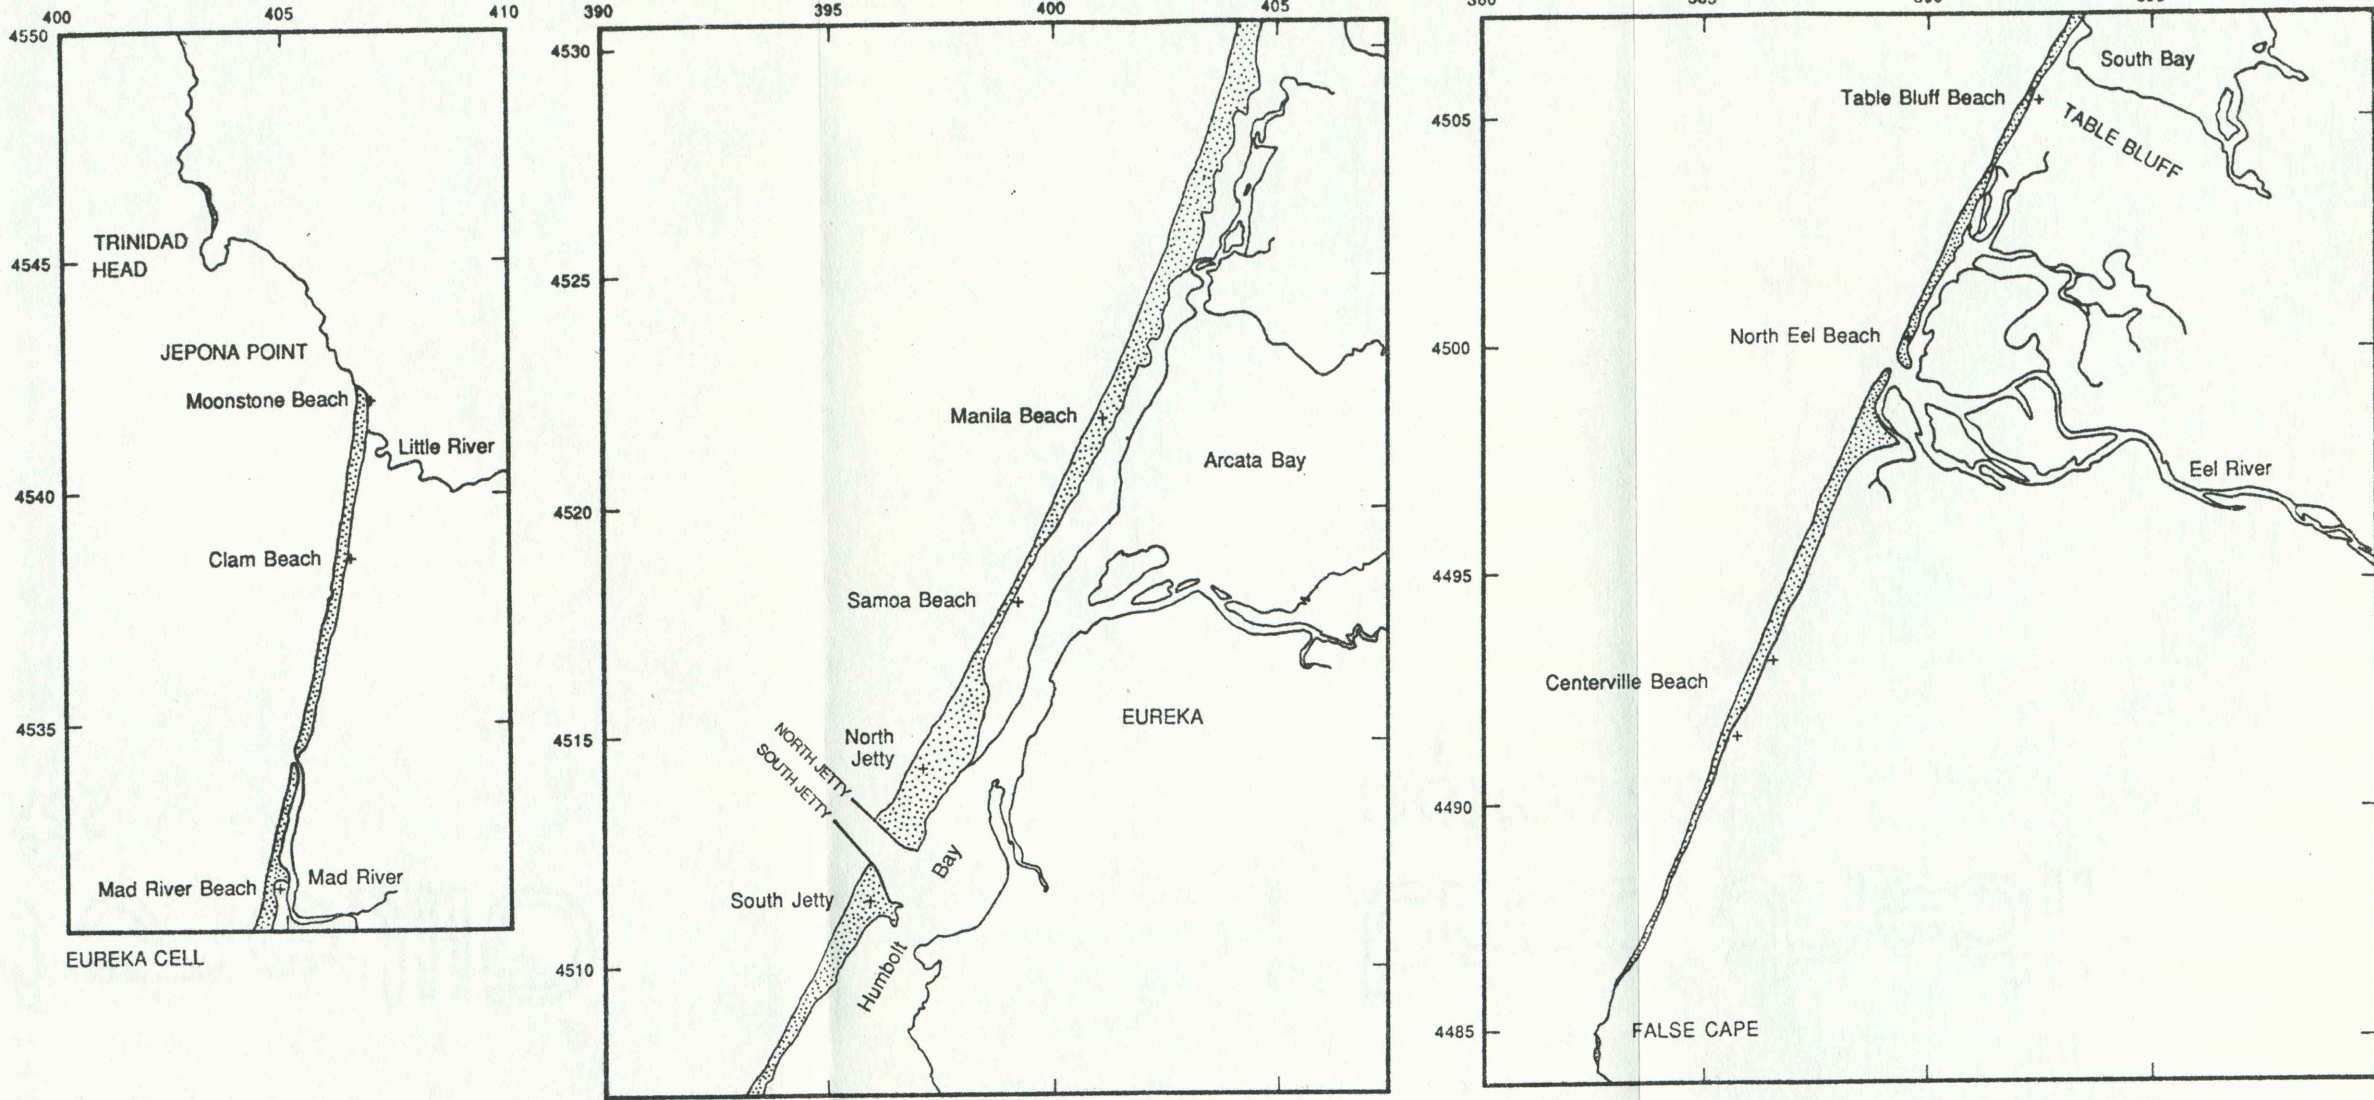 400 405 410
4550
TRINIDAD
HEAD
4545
JEPONA POINT
Moonstone Beach
Little River
4540
Clam Beach
4535
Mad River Beach
Mad River
EUREKA CELL
390 395 400 405
4530
4525
Manila Beach
Arcata Bay
4520
Samoa Beach
EUREKA
4515
North
Jetty
NORTH JETTY
SOUTH JETTY
South Jetty
Bay
Humbolt
4510
South Bay
Table Bluff Beach
4505
TABLE BLUFF
North Eel Beach
4500
Eel River
4495
Centerville Beach
4490
4485
FALSE CAPE